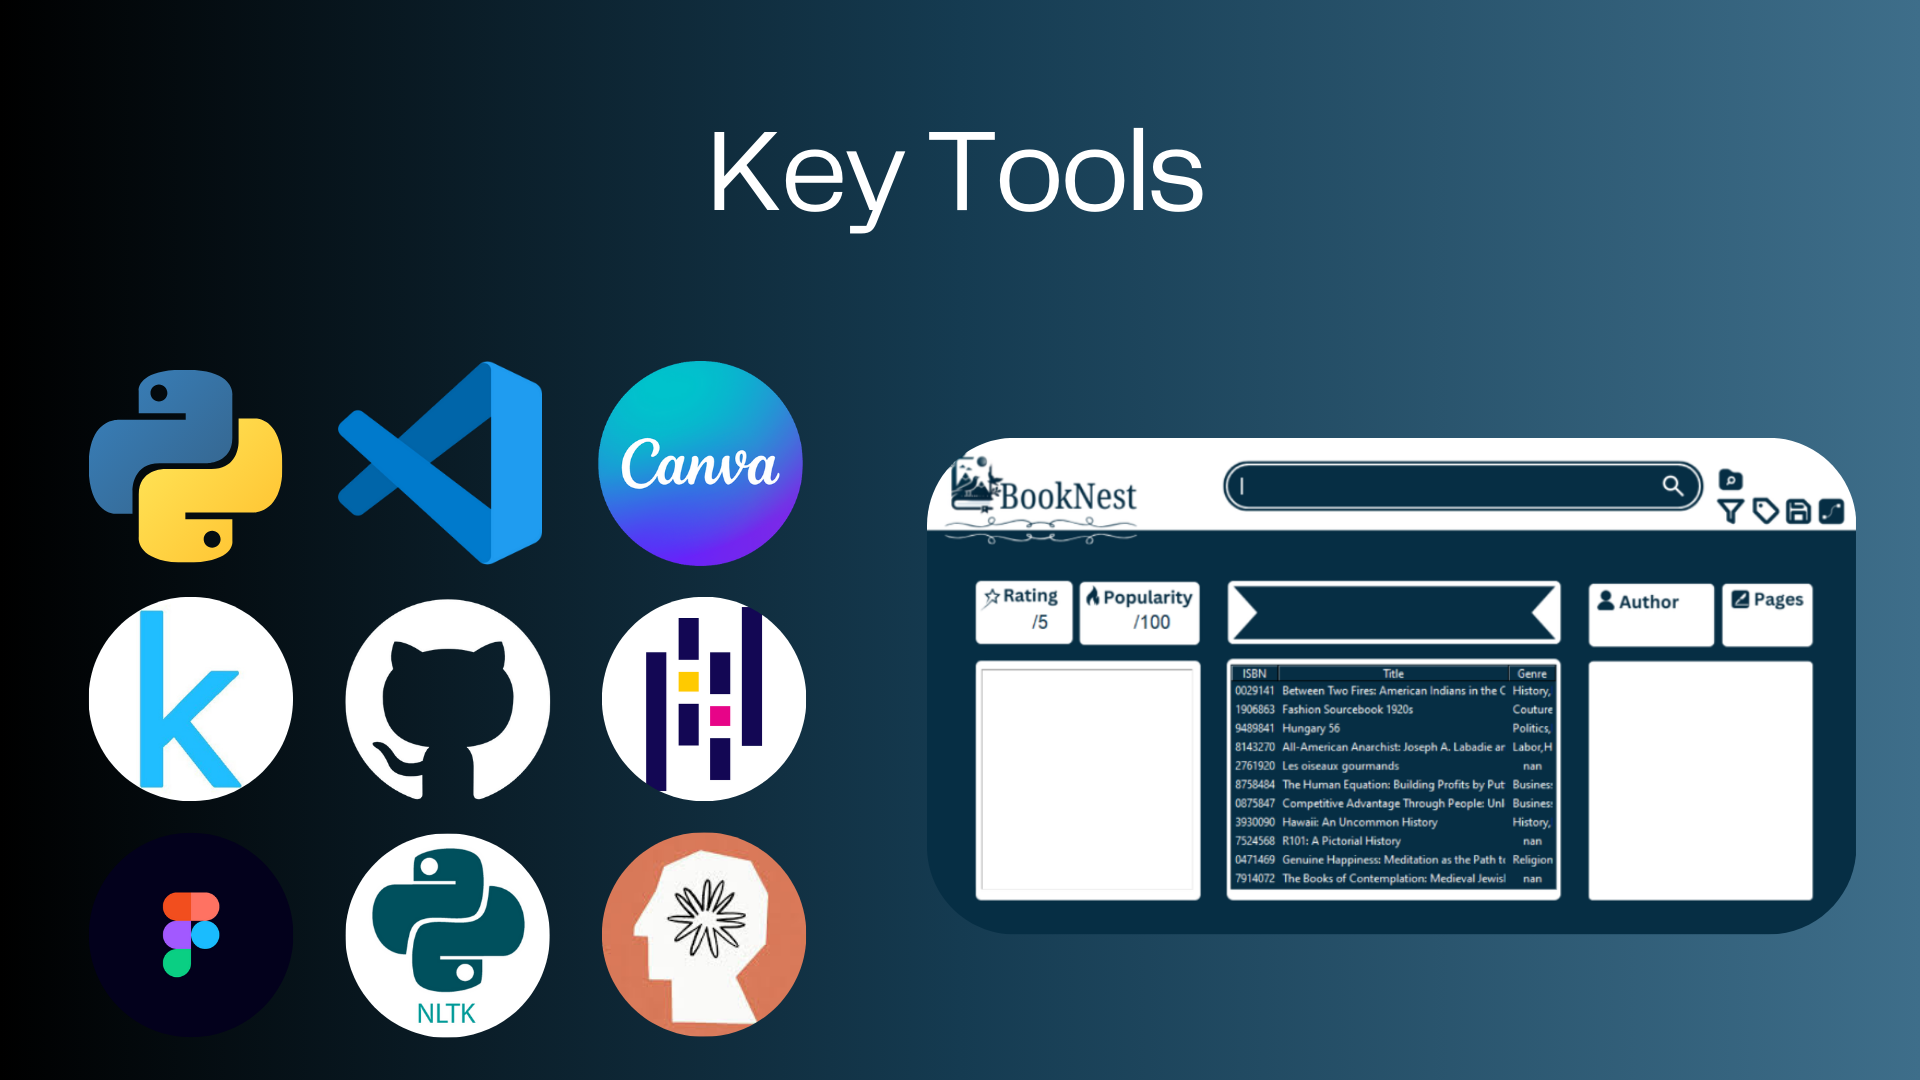 Key Tools
Canva
k
NLTK
BookNest
Rating
/5
Popularity
/100
Author
Pages
ISBN Title Genre
0029141 Between Two Fires: American Indians in the C History,
1906863 Fashion Sourcebook 1920s Couture
9489841 Hungary 56 Politics,
8143270 All-American Anarchist: Joseph A. Labadie ar Labor,H
2761920 Les oiseaux gourmands nan
8758484 The Human Equation: Building Profits by Put Busines
0875847 Competitive Advantage Through People: Unl Busines
3930090 Hawaii: An Uncommon History History,
7524568 R101: A Pictorial History nan
0471469 Genuine Happiness: Meditation as the Path to Religion
7914072 The Books of Contemplation: Medieval Jewis nan